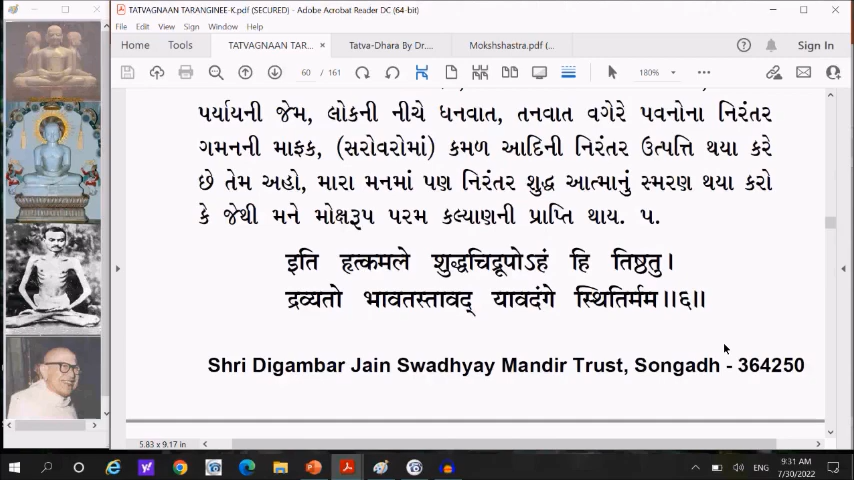 TATVAGNAAN TARANGINEE-K.pdf (SECURED) - Adobe Acrobat Reader DC (64-bit)
File Edit View Sign Window Help
Home Tools TATVAGNAAN TAR... × Tatva-Dhara By Dr.... Mokshshastra.pdf (... Sign In
60 / 161 180%
પર્યાયની જેમ, લોકની નીચે ધનવાત, તનવાત વગેરે પવનોના નિરંતર
ગમનની માફક, (સરોવરોમાં) કમળ આદિની નિરંતર ઉત્પત્તિ થયા કરે
છે તેમ અહો, મારા મનમાં પણ નિરંતર શુદ્ધ આત્માનું સ્મરણ થયા કરો
કે જેથી મને મોક્ષરૂપ પરમ કલ્યાણની પ્રાપ્તિ થાય. ૫.
इति हृत्कमले शुद्धचिद्रूपोऽहं हि तिष्ठतु।
द्रव्यतो भावतस्तावद् यावदंगे स्थितिर्मम।।६।।
Shri Digambar Jain Swadhyay Mandir Trust, Songadh - 364250
5.83 x 9.17 in
ENG 9:31 AM
7/30/2022